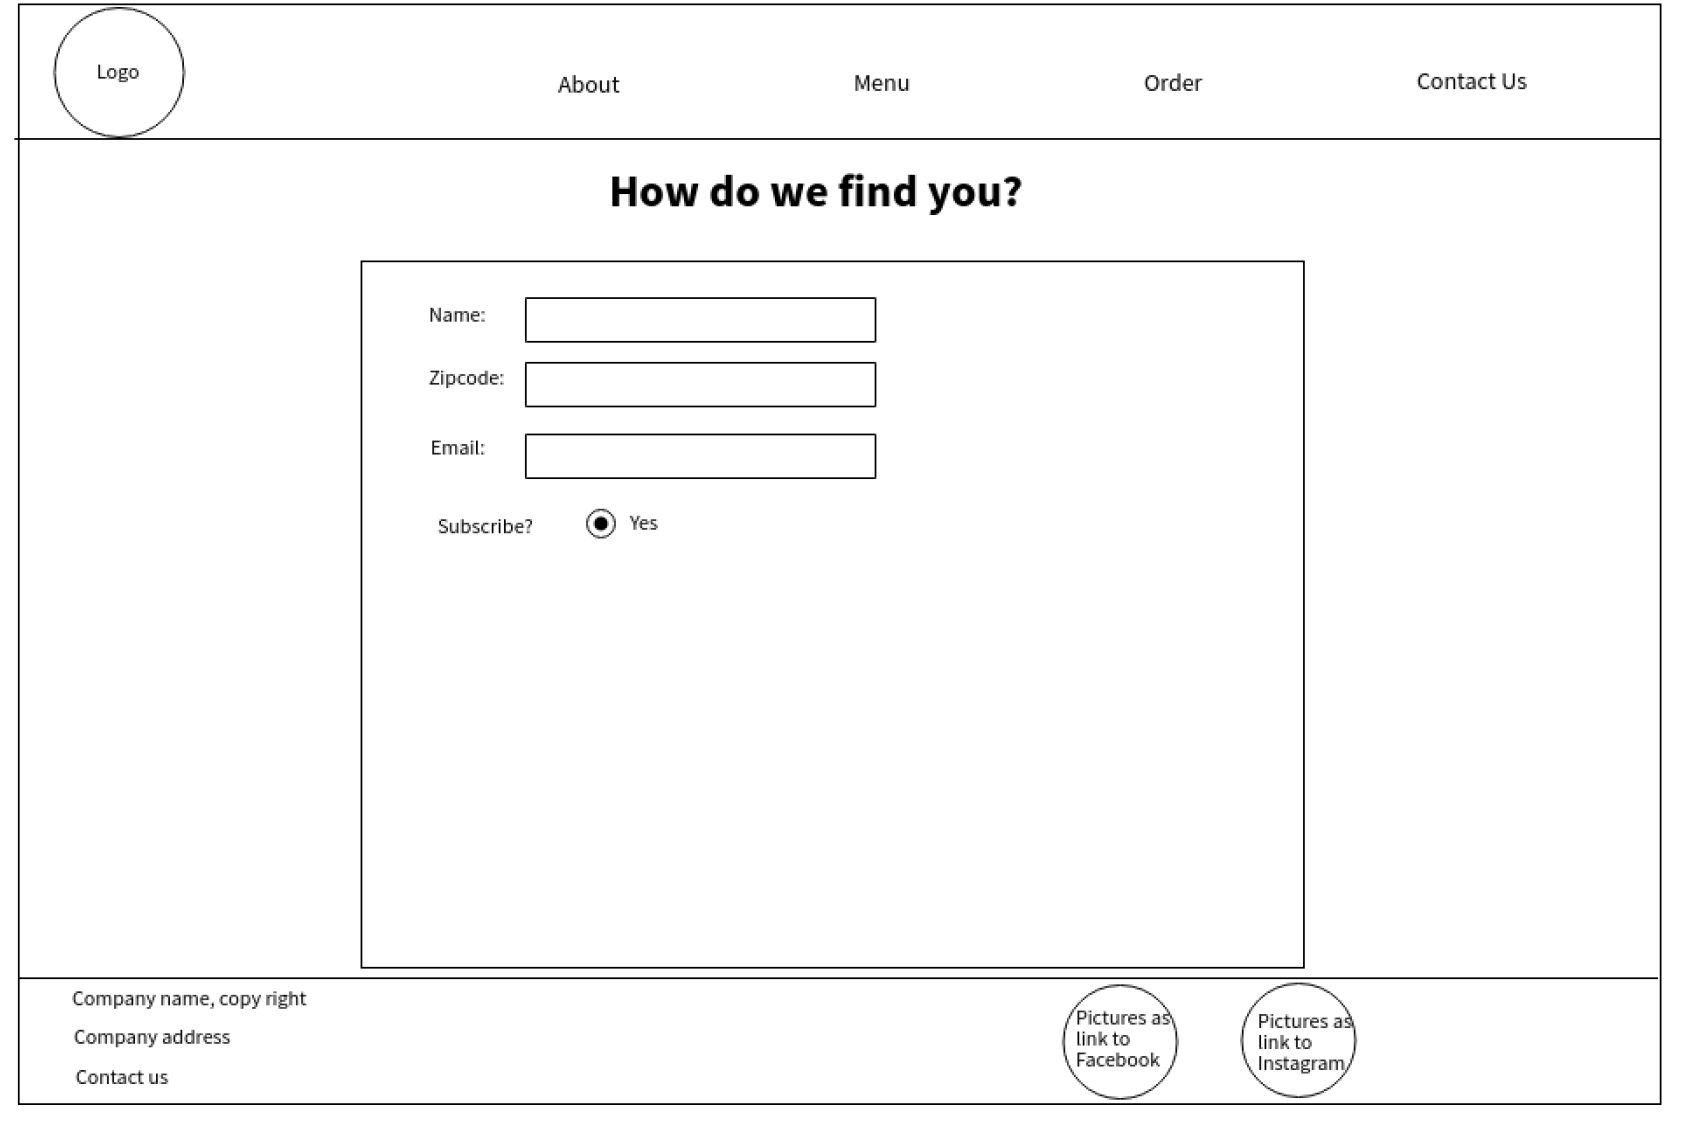 Logo
About
Menu
Order
Contact Us
How do we find you?
Name:
Zipcode:
Email:
Subscribe?
Yes
Company name, copy right
Company address
Contact us
Pictures as
link to
Facebook
Pictures as
link to
Instagram